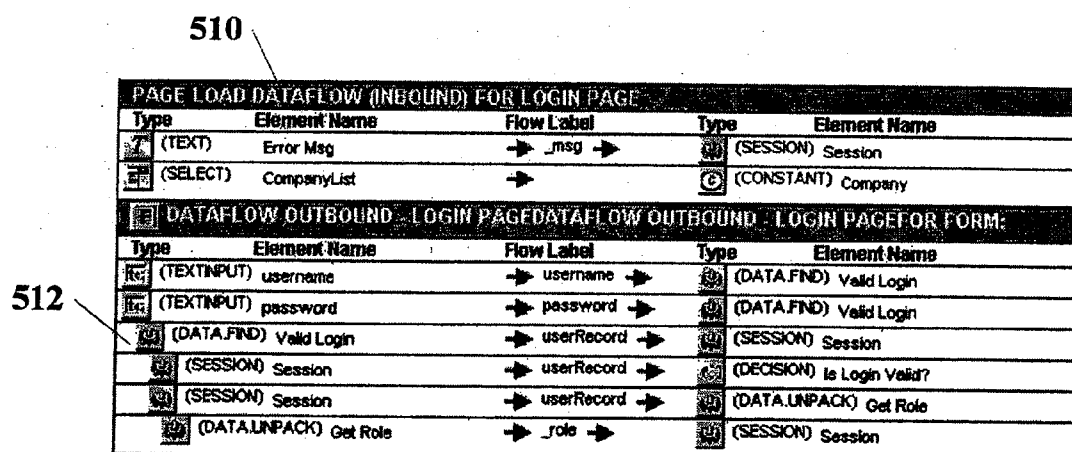 510
PAGE LOAD DATAFLOW (INBOUND) FOR LOGIN PAGE
Type Element Name Flow Label Type Element Name
(TEXT) Error Msg _msg (SESSION) Session
(SELECT) CompanyList (CONSTANT) Company
DATAFLOW OUTBOUND - LOGIN PAGEDATAFLOW OUTBOUND - LOGIN PAGEFOR FORM:
Type Element Name Flow Label Type Element Name
(TEXTINPUT) username username (DATA.FIND) Valid Login
(TEXTINPUT) password password (DATA.FIND) Valid Login
512
(DATA.FIND) Valid Login userRecord (SESSION) Session
(SESSION) Session userRecord (DECISION) Is Login Valid?
(SESSION) Session userRecord (DATA.UNPACK) Get Role
(DATA.UNPACK) Get Role _role (SESSION) Session